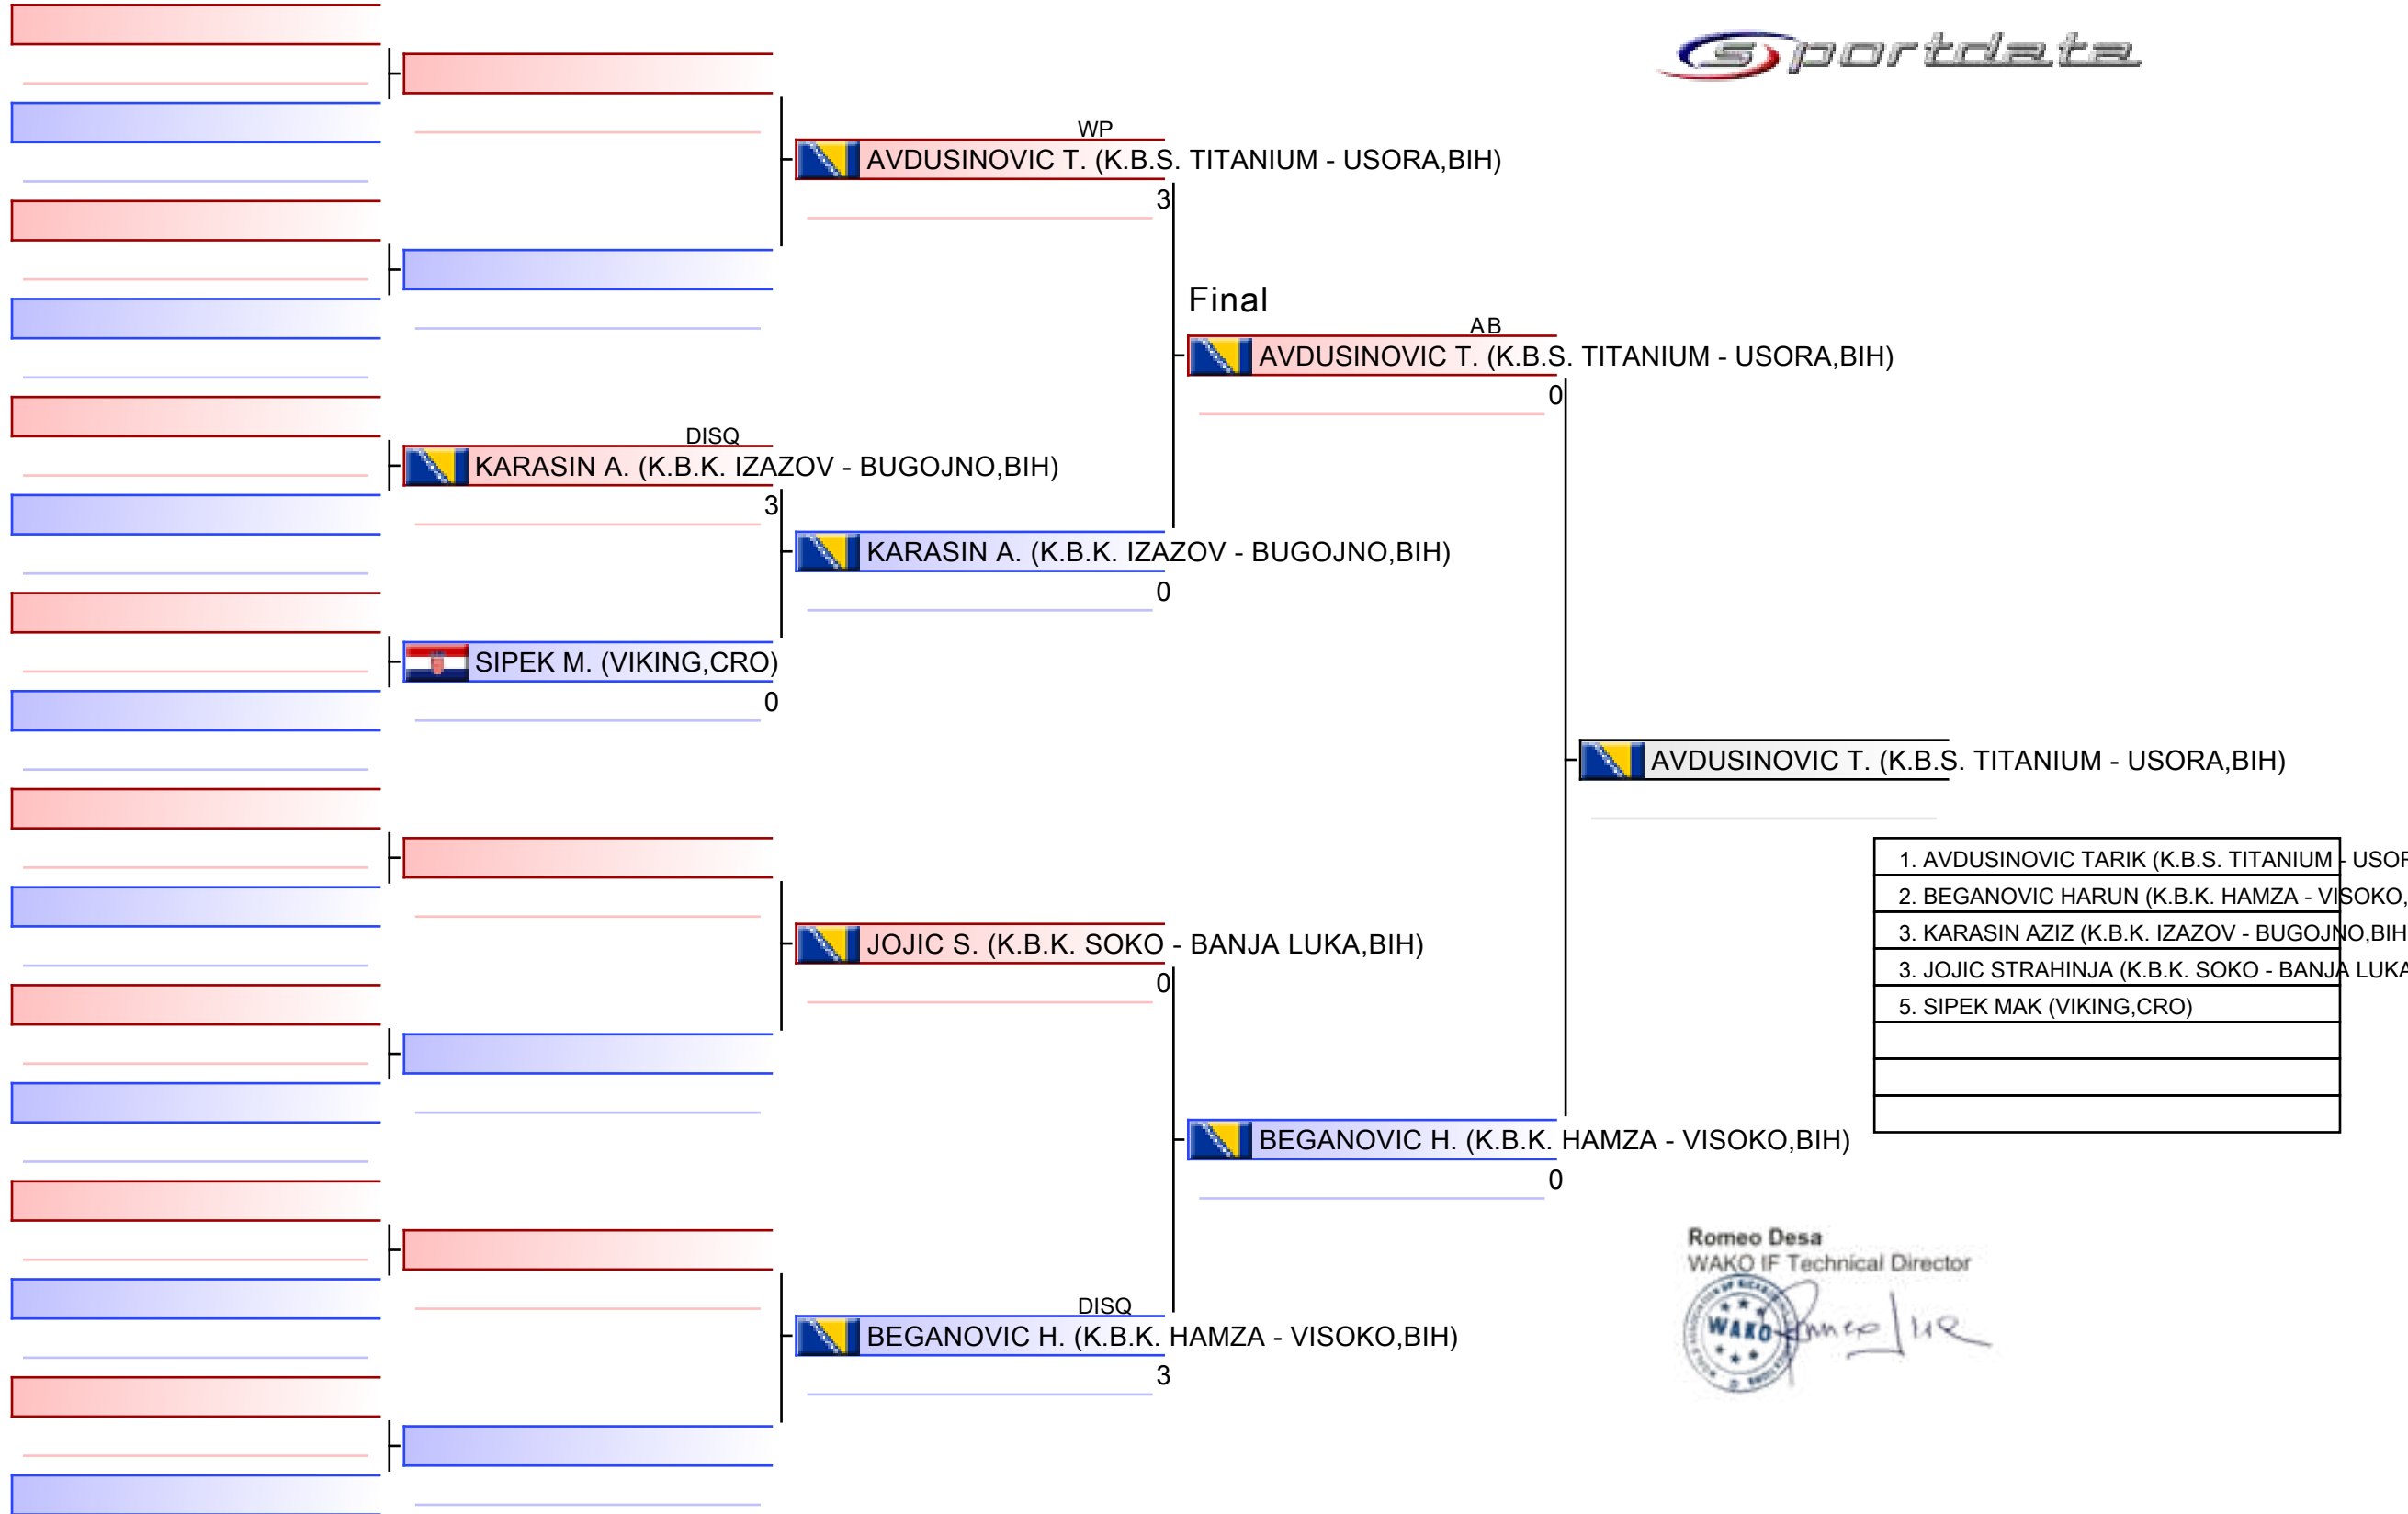 sportdata
WP
AVDUSINOVIC T. (K.B.S. TITANIUM - USORA,BIH)
3
Final
AB
AVDUSINOVIC T. (K.B.S. TITANIUM - USORA,BIH)
0
DISQ
KARASIN A. (K.B.K. IZAZOV - BUGOJNO,BIH)
3
KARASIN A. (K.B.K. IZAZOV - BUGOJNO,BIH)
0
SIPEK M. (VIKING,CRO)
0
AVDUSINOVIC T. (K.B.S. TITANIUM - USORA,BIH)
1. AVDUSINOVIC TARIK (K.B.S. TITANIUM - USOR
2. BEGANOVIC HARUN (K.B.K. HAMZA - VISOKO,
3. KARASIN AZIZ (K.B.K. IZAZOV - BUGOJNO,BIH
3. JOJIC STRAHINJA (K.B.K. SOKO - BANJA LUKA
5. SIPEK MAK (VIKING,CRO)
JOJIC S. (K.B.K. SOKO - BANJA LUKA,BIH)
0
BEGANOVIC H. (K.B.K. HAMZA - VISOKO,BIH)
0
DISQ
BEGANOVIC H. (K.B.K. HAMZA - VISOKO,BIH)
3
Romeo Desa
WAKO IF Technical Director
WAKO